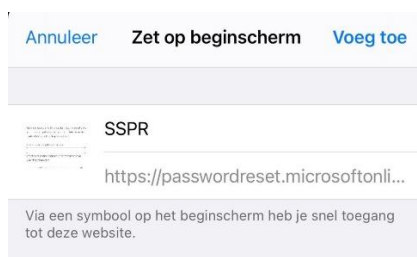 Annuleer Zet op beginscherm Voeg toe
SSPR
https://passwordreset.microsoftonli...
Via een symbool op het beginscherm heb je snel toegang
tot deze website.